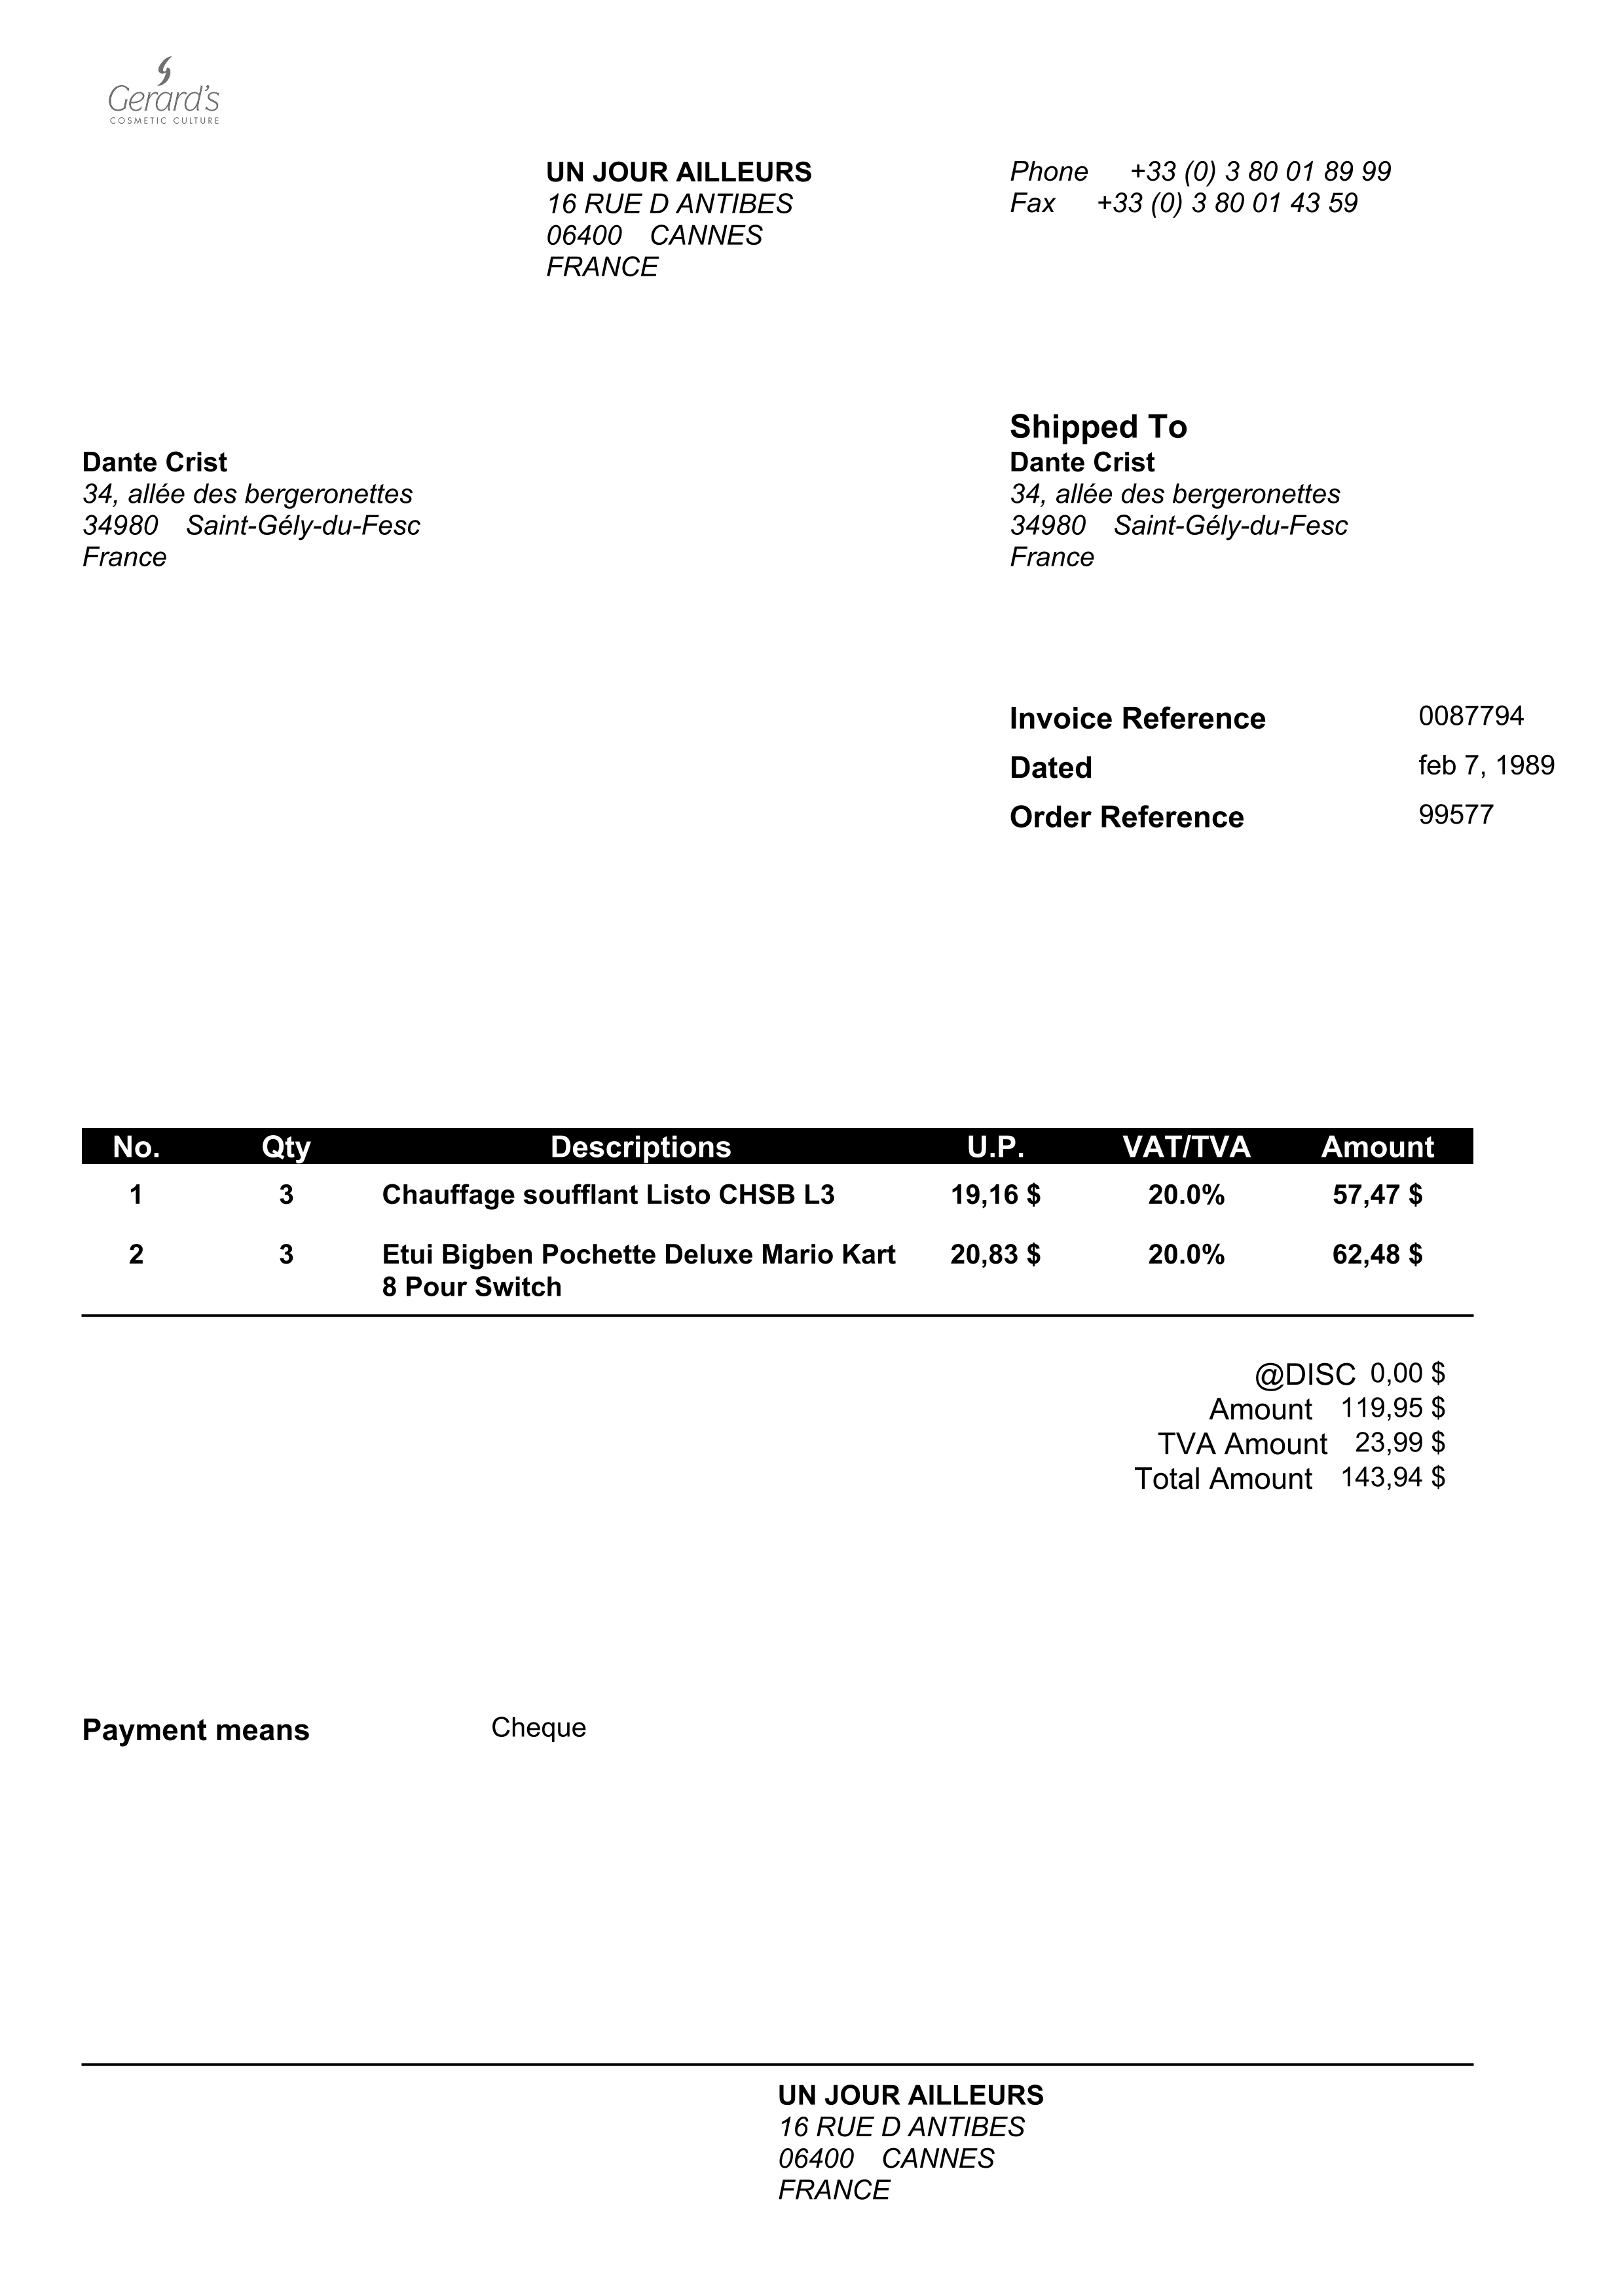 Gerard's
COSMETIC CULTURE
UN JOUR AILLEURS
16 RUE D ANTIBES
06400 CANNES
FRANCE
Phone +33 (0) 3 80 01 89 99
Fax +33 (0) 3 80 01 43 59
Dante Crist
34, allée des bergeronettes
34980 Saint-Gély-du-Fesc
France
Shipped To
Dante Crist
34, allée des bergeronettes
34980 Saint-Gély-du-Fesc
France
Invoice Reference 0087794
Dated feb 7, 1989
Order Reference 99577
No. Qty Descriptions U.P. VAT/TVA Amount
1 3 Chauffage soufflant Listo CHSB L3 19,16 $ 20.0% 57,47 $
2 3 Etui Bigben Pochette Deluxe Mario Kart 20,83 $ 20.0% 62,48 $
8 Pour Switch
@DISC 0,00 $
Amount 119,95 $
TVA Amount 23,99 $
Total Amount 143,94 $
Payment means Cheque
UN JOUR AILLEURS
16 RUE D ANTIBES
06400 CANNES
FRANCE